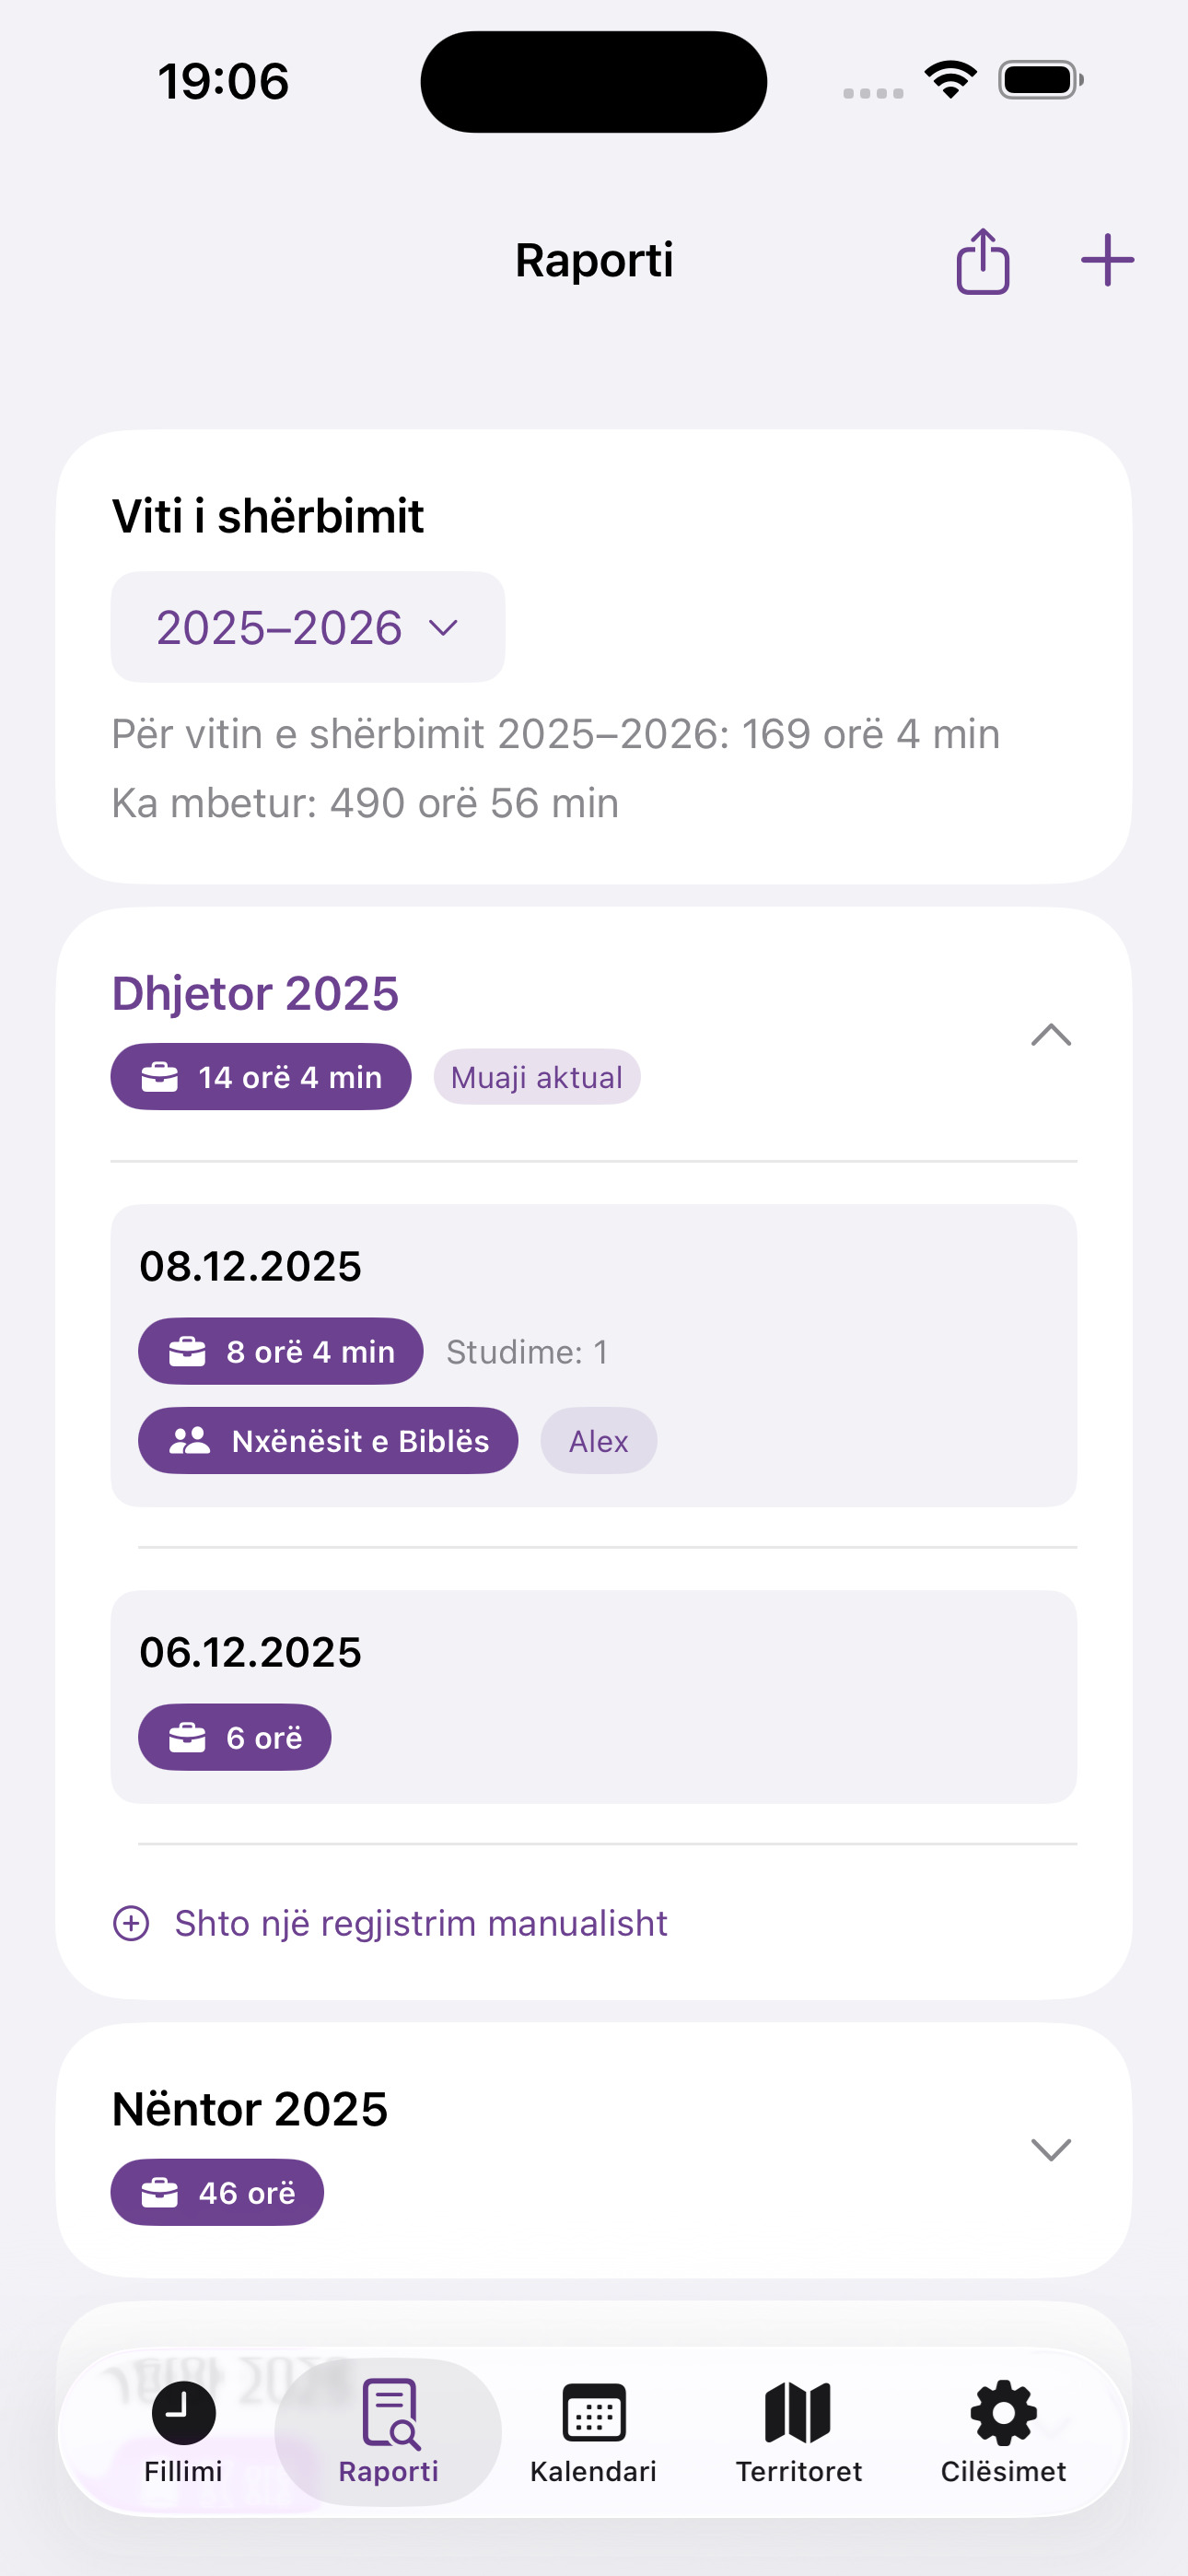 19:06
Raporti
Viti i shërbimit
2025–2026
Për vitin e shërbimit 2025–2026: 169 orë 4 min
Ka mbetur: 490 orë 56 min
Dhjetor 2025
14 orë 4 min Muaji aktual
08.12.2025
8 orë 4 min Studime: 1
Nxënësit e Biblës Alex
06.12.2025
6 orë
Shto një regjistrim manualisht
Nëntor 2025
46 orë
Fillimi Raporti Kalendari Territoret Cilësimet